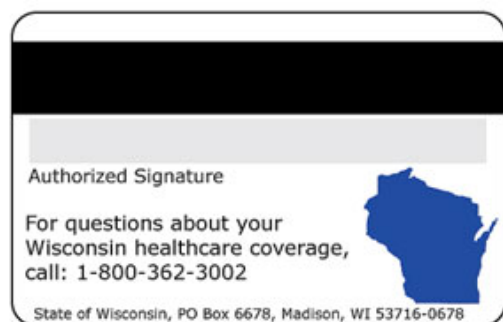 Authorized Signature
For questions about your
Wisconsin healthcare coverage,
call: 1-800-362-3002
State of Wisconsin, PO Box 6678, Madison, WI 53716-0678